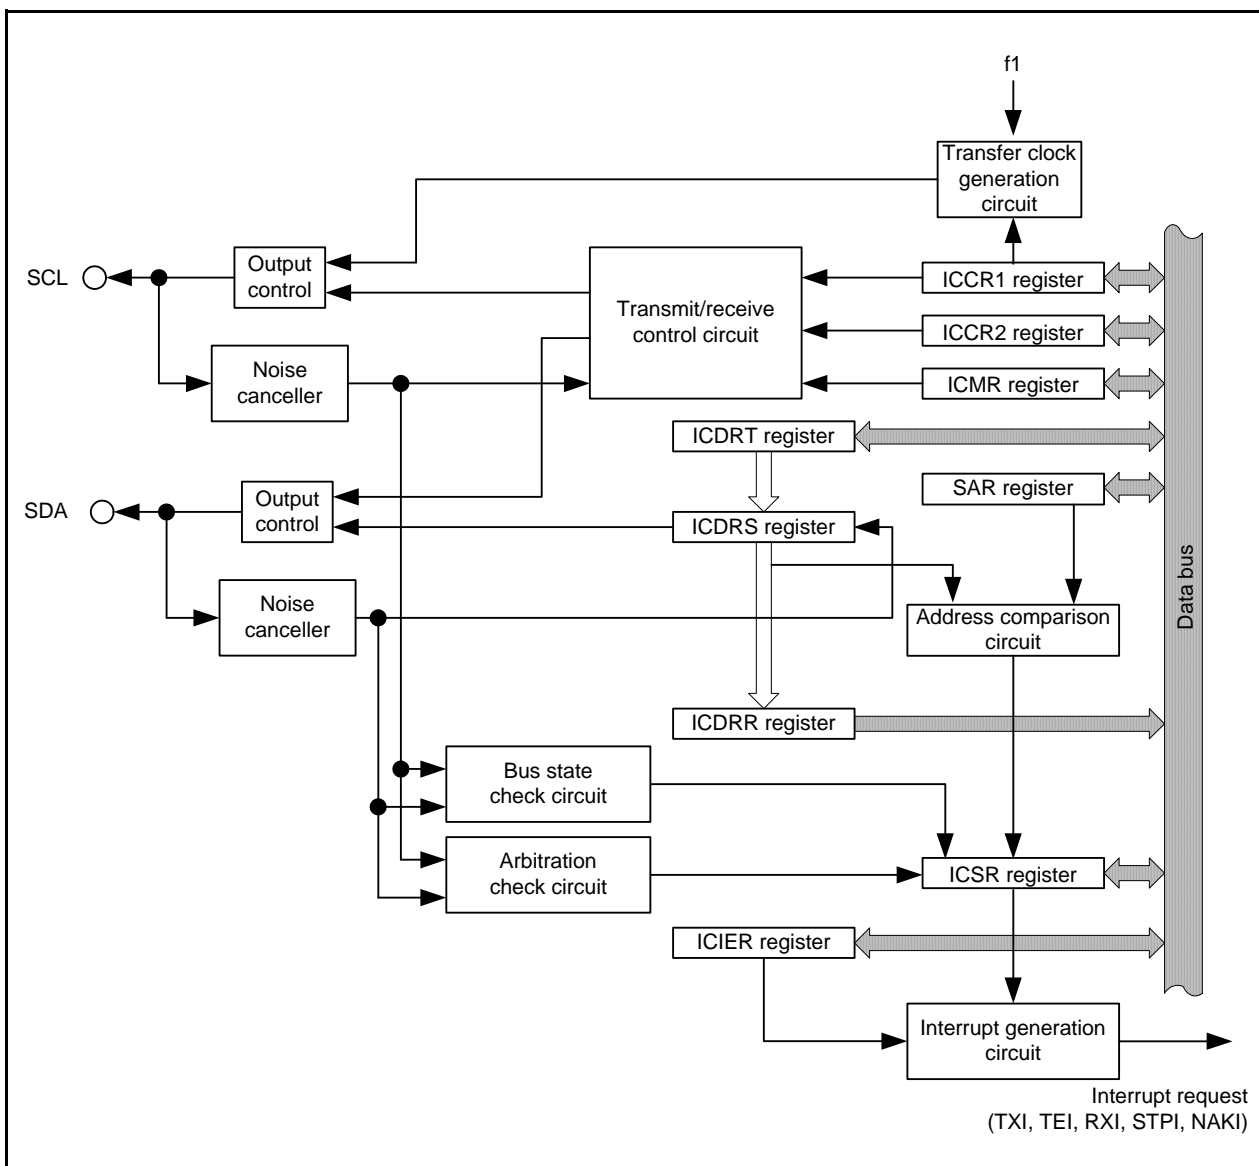 f1
Transfer clock
generation
circuit
SCL
Output
control
Transmit/receive
control circuit
ICCR1 register
ICCR2 register
ICMR register
Noise
canceller
ICDRT register
SAR register
SDA
Output
control
ICDRS register
Noise
canceller
Address comparison
circuit
Data bus
ICDRR register
Bus state
check circuit
Arbitration
check circuit
ICSR register
ICIER register
Interrupt generation
circuit
Interrupt request
(TXI, TEI, RXI, STPI, NAKI)